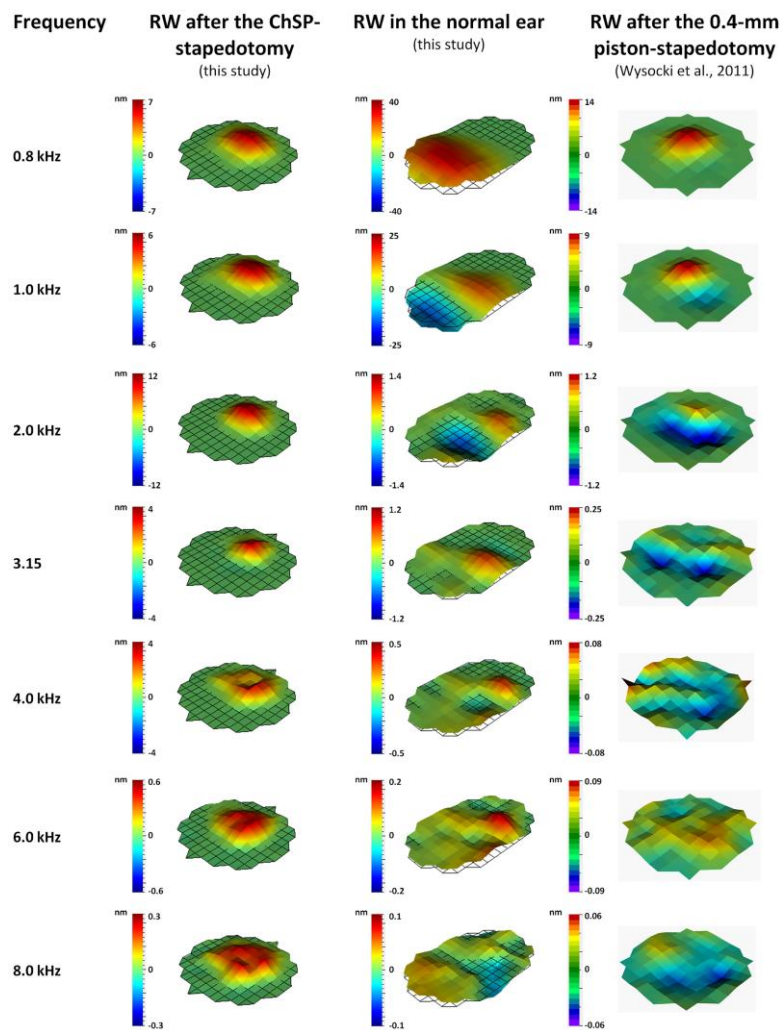 Frequency
RW after the ChSP-
stapedotomy
(this study)
RW in the normal ear
(this study)
RW after the 0.4-mm
piston-stapedotomy
(Wysocki et al., 2011)
0.8 kHz
nm 7
0
-7
nm 40
0
-40
nm 14
0
-14
1.0 kHz
nm 6
0
-6
nm 25
0
-25
nm 9
0
-9
2.0 kHz
nm 12
0
-12
nm 1.4
0
-1.4
nm 1.2
0
-1.2
3.15
nm 4
0
-4
nm 1.2
0
-1.2
nm 0.25
0
-0.25
4.0 kHz
nm 4
0
-4
nm 0.5
0
-0.5
nm 0.08
0
-0.08
6.0 kHz
nm 0.6
0
-0.6
nm 0.2
0
-0.2
nm 0.09
0
-0.09
8.0 kHz
nm 0.3
0
-0.3
nm 0.1
0
-0.1
nm 0.06
0
-0.06